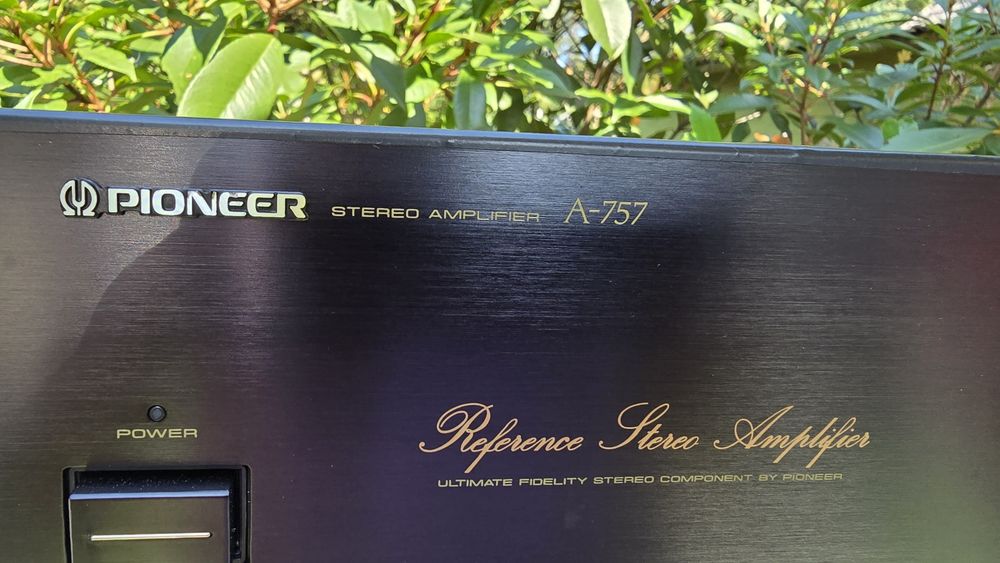 PIONEER STEREO AMPLIFIER A-757
POWER
Reference Stereo Amplifier
ULTIMATE FIDELITY STEREO COMPONENT BY PIONEER